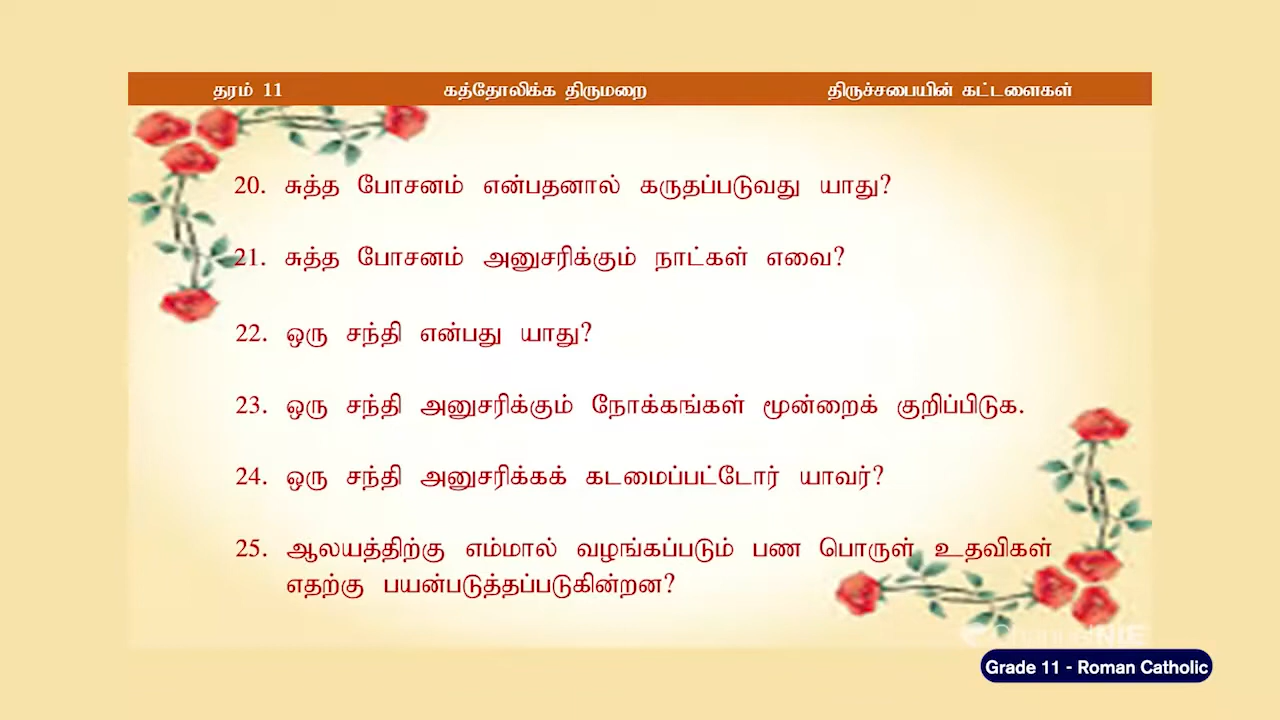 தரம் 11 கத்தோலிக்க திருமறை திருச்சபையின் கட்டளைகள்
20. சுத்த போசனம் என்பதனால் கருதப்படுவது யாது?
21. சுத்த போசனம் அனுசரிக்கும் நாட்கள் எவை?
22. ஒரு சந்தி என்பது யாது?
23. ஒரு சந்தி அனுசரிக்கும் நோக்கங்கள் மூன்றைக் குறிப்பிடுக.
24. ஒரு சந்தி அனுசரிக்கக் கடமைப்பட்டோர் யாவர்?
25. ஆலயத்திற்கு எம்மால் வழங்கப்படும் பண பொருள் உதவிகள்
எதற்கு பயன்படுத்தப்படுகின்றன?
Channel NIE
Grade 11 - Roman Catholic